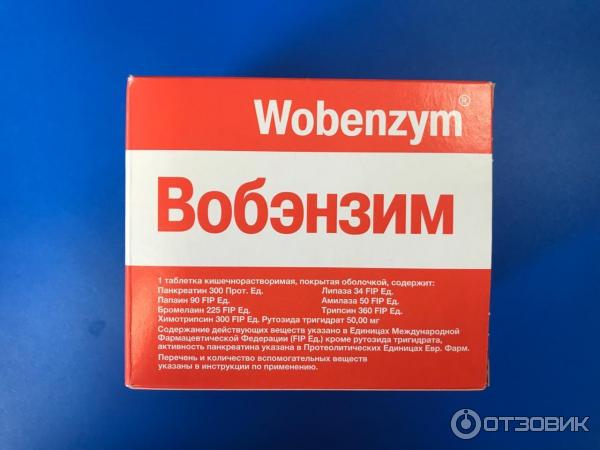 Wobenzym®
Вобэнзим
1 таблетка кишечнорастворимая, покрытая оболочкой, содержит:
Панкреатин 300 Прот. Ед. Липаза 34 FIP Ед.
Папаин 90 FIP Ед. Амилаза 50 FIP Ед.
Бромелаин 225 FIP Ед. Трипсин 360 FIP Ед.
Химотрипсин 300 FIP Ед. Рутозида тригидрат 50,00 мг
Содержание действующих веществ указано в Единицах Международной
Фармацевтической Федерации (FIP Ед.) кроме рутозида тригидрата,
активность панкреатина указана в Протеолитических Единицах Евр. Фарм.
Перечень и количество вспомогательных веществ
указаны в инструкции по применению.
ОТЗОВИК